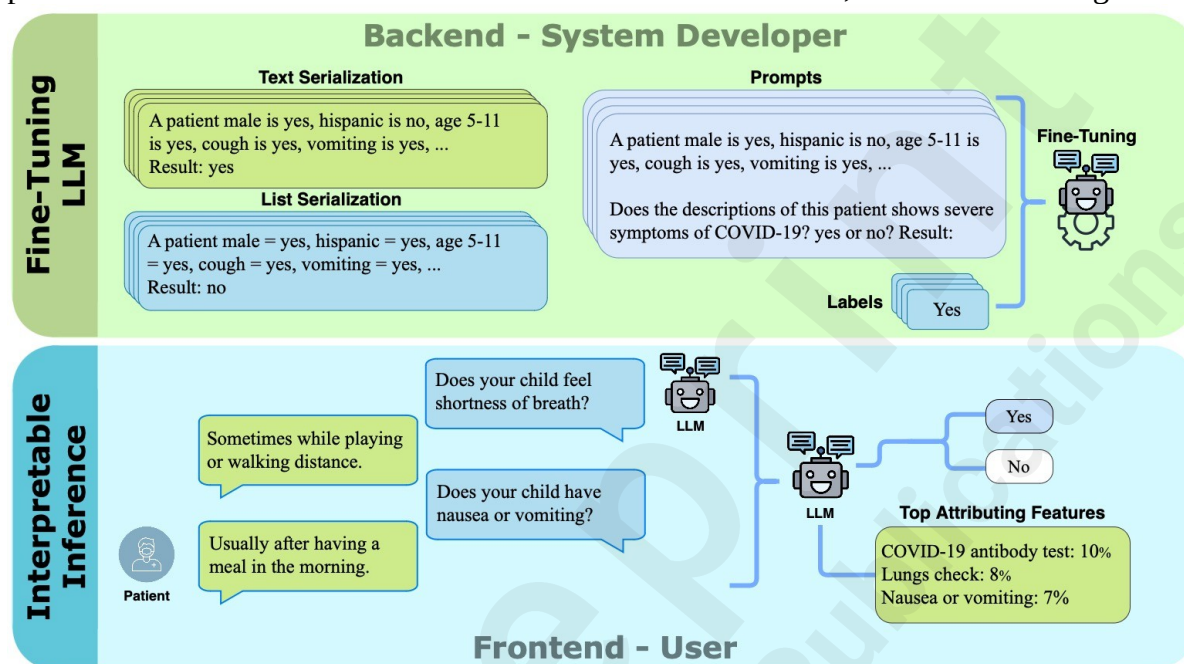 Backend - System Developer
Fine-Tuning
LLM
Text Serialization
A patient male is yes, hispanic is no, age 5-11
is yes, cough is yes, vomiting is yes, ...
Result: yes
List Serialization
A patient male = yes, hispanic = yes, age 5-11
= yes, cough = yes, vomiting = yes, ...
Result: no
Prompts
A patient male is yes, hispanic is no, age 5-11 is
yes, cough is yes, vomiting is yes, ...
Does the descriptions of this patient shows severe
symptoms of COVID-19? yes or no? Result:
Labels
Yes
Fine-Tuning
Interpretable
Inference
Does your child feel
shortness of breath?
LLM
Sometimes while playing
or walking distance.
Does your child have
nausea or vomiting?
Usually after having a
meal in the morning.
Patient
LLM
Yes
No
Top Attributing Features
COVID-19 antibody test: 10%
Lungs check: 8%
Nausea or vomiting: 7%
Frontend - User